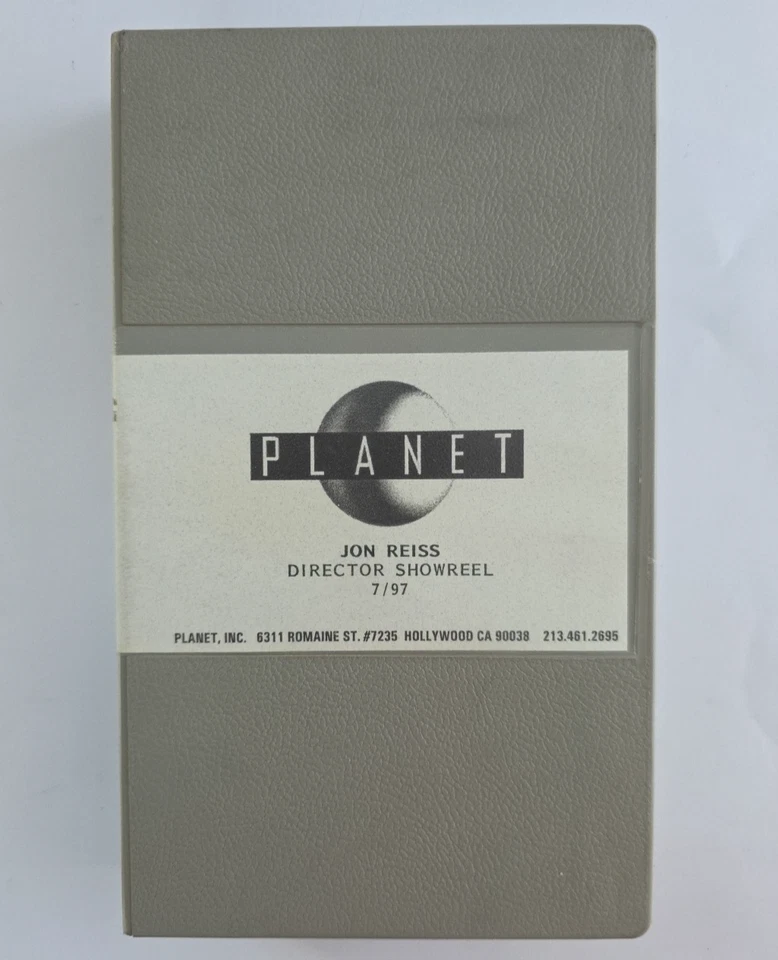 PLANET
JON REISS
DIRECTOR SHOWREEL
7/97
PLANET, INC. 6311 ROMAINE ST. #7235 HOLLYWOOD CA 90038 213.461.2695